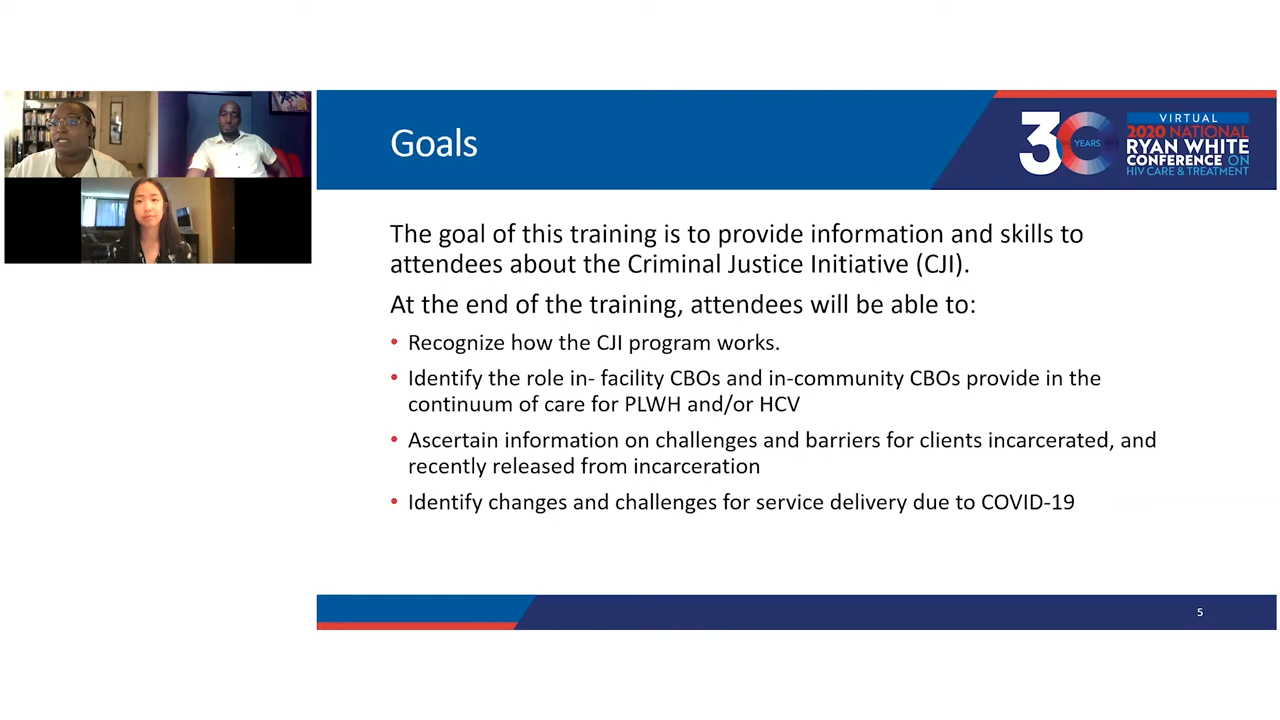 Goals
VIRTUAL
30 YEARS
2020 NATIONAL
RYAN WHITE
CONFERENCE ON
HIV CARE & TREATMENT
The goal of this training is to provide information and skills to
attendees about the Criminal Justice Initiative (CJI).
At the end of the training, attendees will be able to:
• Recognize how the CJI program works.
• Identify the role in- facility CBOs and in-community CBOs provide in the
continuum of care for PLWH and/or HCV
• Ascertain information on challenges and barriers for clients incarcerated, and
recently released from incarceration
• Identify changes and challenges for service delivery due to COVID-19
5